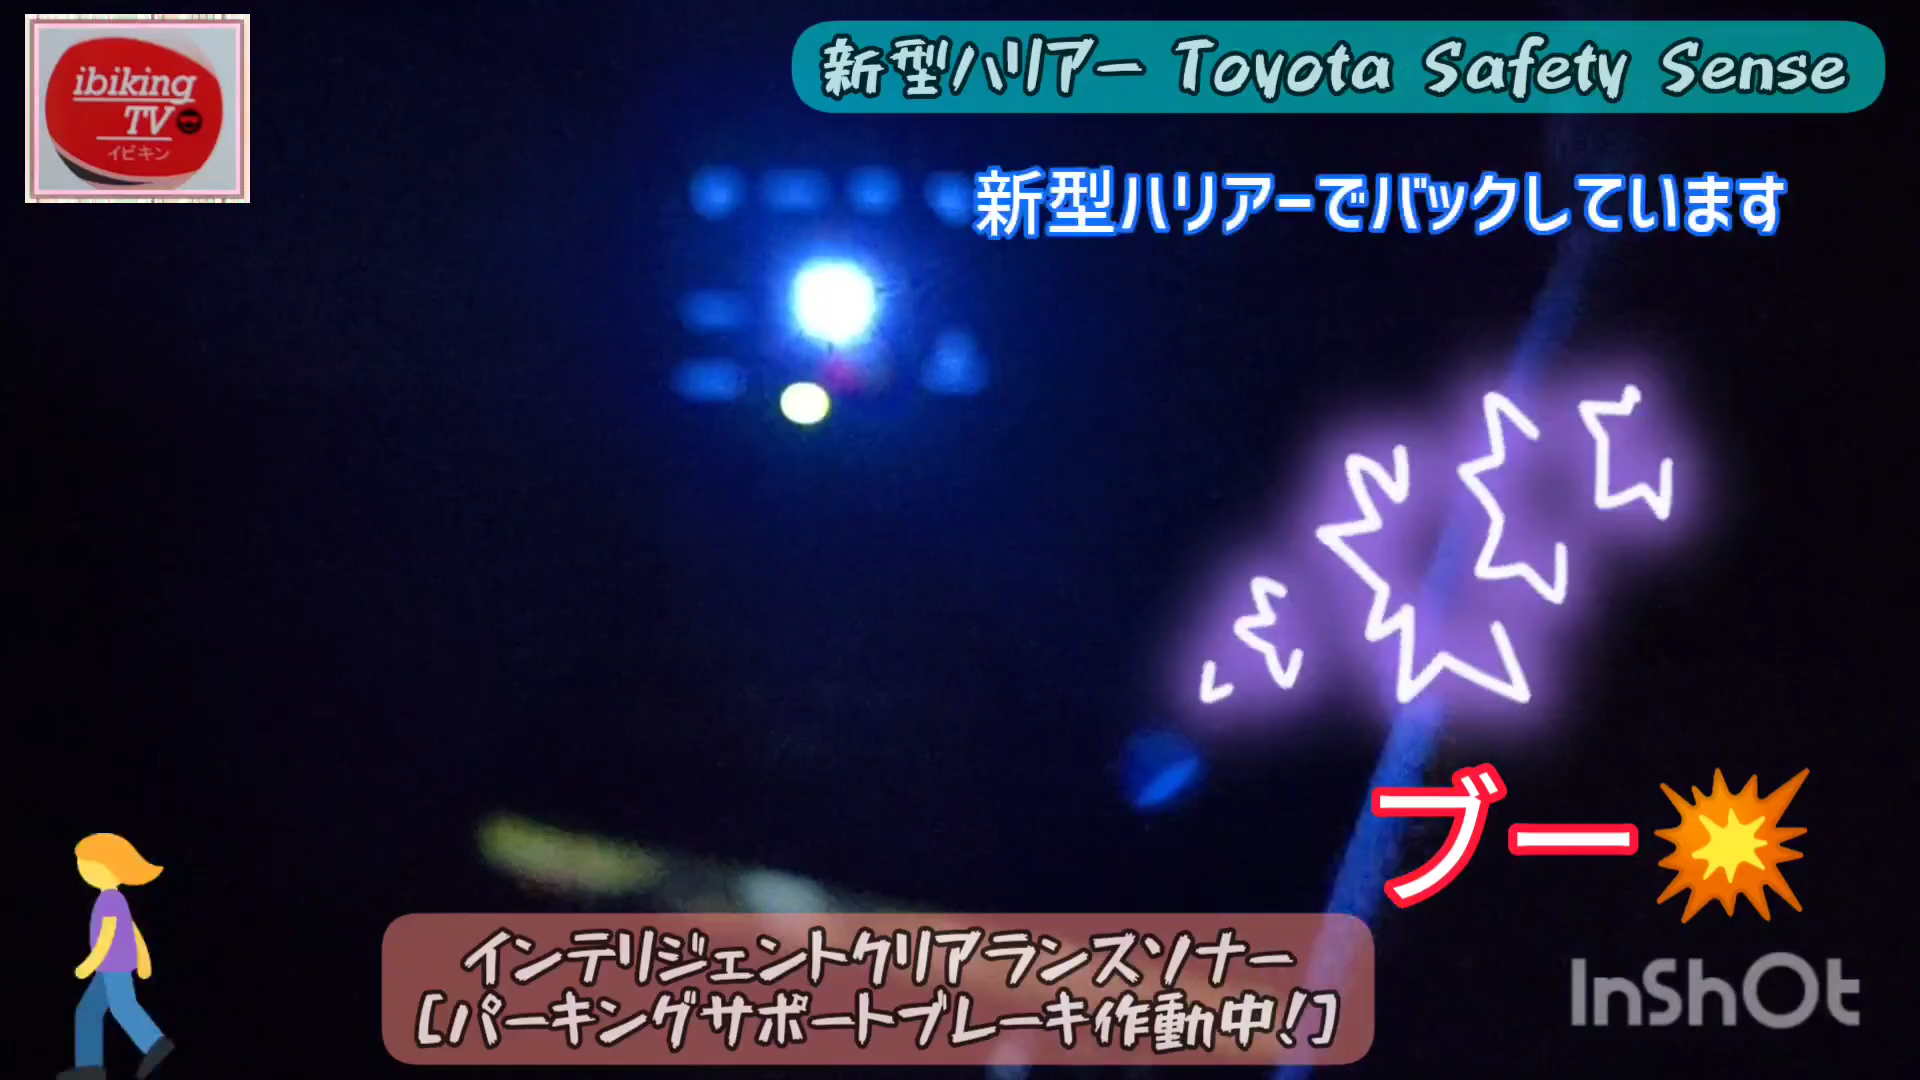 ibiking
TV
イビキン
新型ハリアー Toyota Safety Sense
新型ハリアーでバックしています
ブー
インテリジェントクリアランスソナー
[パーキングサポートブレーキ作動中!]
InShOt